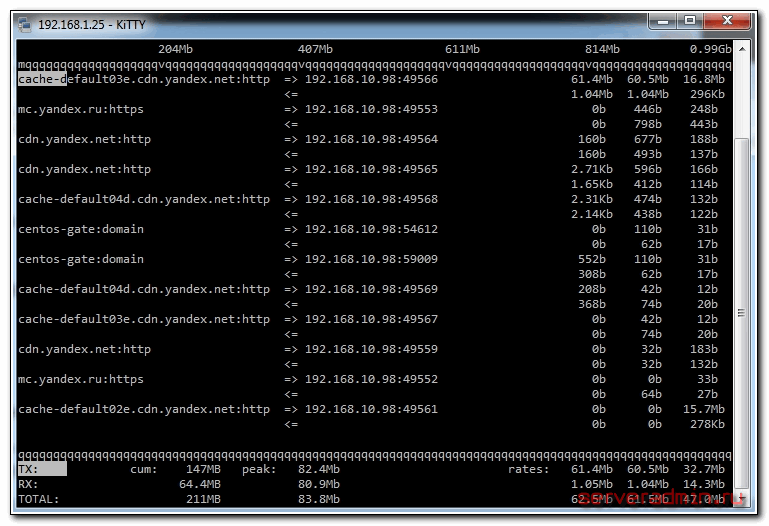 192.168.1.25 - KiTTY
204Mb 407Mb 611Mb 814Mb 0.99Gb
mqqqqqqqqqqqqqqqqqqqqvqqqqqqqqqqqqqqqqqqqvqqqqqqqqqqqqqqqqqqqqvqqqqqqqqqqqqqqqqqqqvqqqqqqqqqqqqqqqqqqqq
cache-default03e.cdn.yandex.net:http => 192.168.10.98:49566 61.4Mb 60.5Mb 16.8Mb
<= 1.04Mb 1.04Mb 296Kb
mc.yandex.ru:https => 192.168.10.98:49553 0b 446b 248b
<= 0b 798b 443b
cdn.yandex.net:http => 192.168.10.98:49564 160b 677b 188b
<= 160b 493b 137b
cdn.yandex.net:http => 192.168.10.98:49565 2.71Kb 596b 166b
<= 1.65Kb 412b 114b
cache-default04d.cdn.yandex.net:http => 192.168.10.98:49568 2.31Kb 474b 132b
<= 2.14Kb 438b 122b
centos-gate:domain => 192.168.10.98:54612 0b 110b 31b
<= 0b 62b 17b
centos-gate:domain => 192.168.10.98:59009 552b 110b 31b
<= 308b 62b 17b
cache-default04d.cdn.yandex.net:http => 192.168.10.98:49569 208b 42b 12b
<= 368b 74b 20b
cache-default03e.cdn.yandex.net:http => 192.168.10.98:49567 0b 42b 12b
<= 0b 74b 20b
cdn.yandex.net:http => 192.168.10.98:49559 0b 32b 183b
<= 0b 32b 132b
mc.yandex.ru:https => 192.168.10.98:49552 0b 0b 33b
<= 0b 64b 27b
cache-default02e.cdn.yandex.net:http => 192.168.10.98:49561 0b 0b 15.7Mb
<= 0b 0b 278Kb
qqqqqqqqqqqqqqqqqqqqqqqqqqqqqqqqqqqqqqqqqqqqqqqqqqqqqqqqqqqqqqqqqqqqqqqqqqqqqqqqqqqqqqqqqqqqqqqqqqqqqq
TX: cum: 147MB peak: 82.4Mb rates: 61.4Mb 60.5Mb 32.7Mb
RX: 64.4MB 80.9Mb 1.05Mb 1.04Mb 14.3Mb
TOTAL: 211MB 83.8Mb 62.5Mb 61.5Mb 47.0Mb
serveradmin.ru